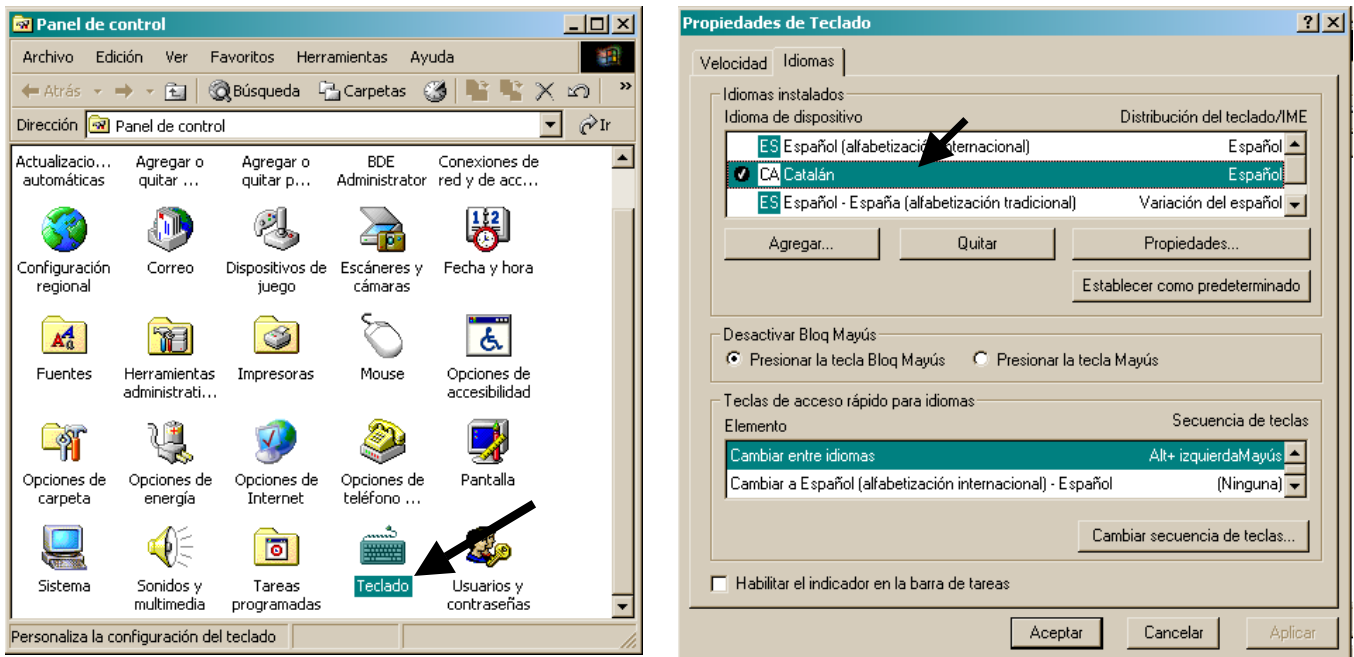 Panel de control
Archivo Edición Ver Favoritos Herramientas Ayuda
Atrás Búsqueda Carpetas »
Dirección Panel de control Ir
Actualizacio... Agregar o Agregar o BDE Conexiones de
automáticas quitar ... quitar p... Administrator red y de acc...
Configuración Correo Dispositivos de Escáneres y Fecha y hora
regional juego cámaras
Fuentes Herramientas Impresoras Mouse Opciones de
administrati... accesibilidad
Opciones de Opciones de Opciones de Opciones de Pantalla
carpeta energía Internet teléfono ...
Sistema Sonidos y Tareas Teclado Usuarios y
multimedia programadas contraseñas
Personaliza la configuración del teclado
Propiedades de Teclado
Velocidad Idiomas
Idiomas instalados
Idioma de dispositivo Distribución del teclado/IME
ES Español (alfabetización internacional) Español
CA Catalán Español
ES Español - España (alfabetización tradicional) Variación del español
Agregar... Quitar Propiedades...
Establecer como predeterminado
Desactivar Bloq Mayús
Presionar la tecla Bloq Mayús Presionar la tecla Mayús
Teclas de acceso rápido para idiomas
Elemento Secuencia de teclas
Cambiar entre idiomas Alt+ izquierdaMayús
Cambiar a Español (alfabetización internacional) - Español (Ninguna)
Cambiar secuencia de teclas...
Habilitar el indicador en la barra de tareas
Aceptar Cancelar Aplicar